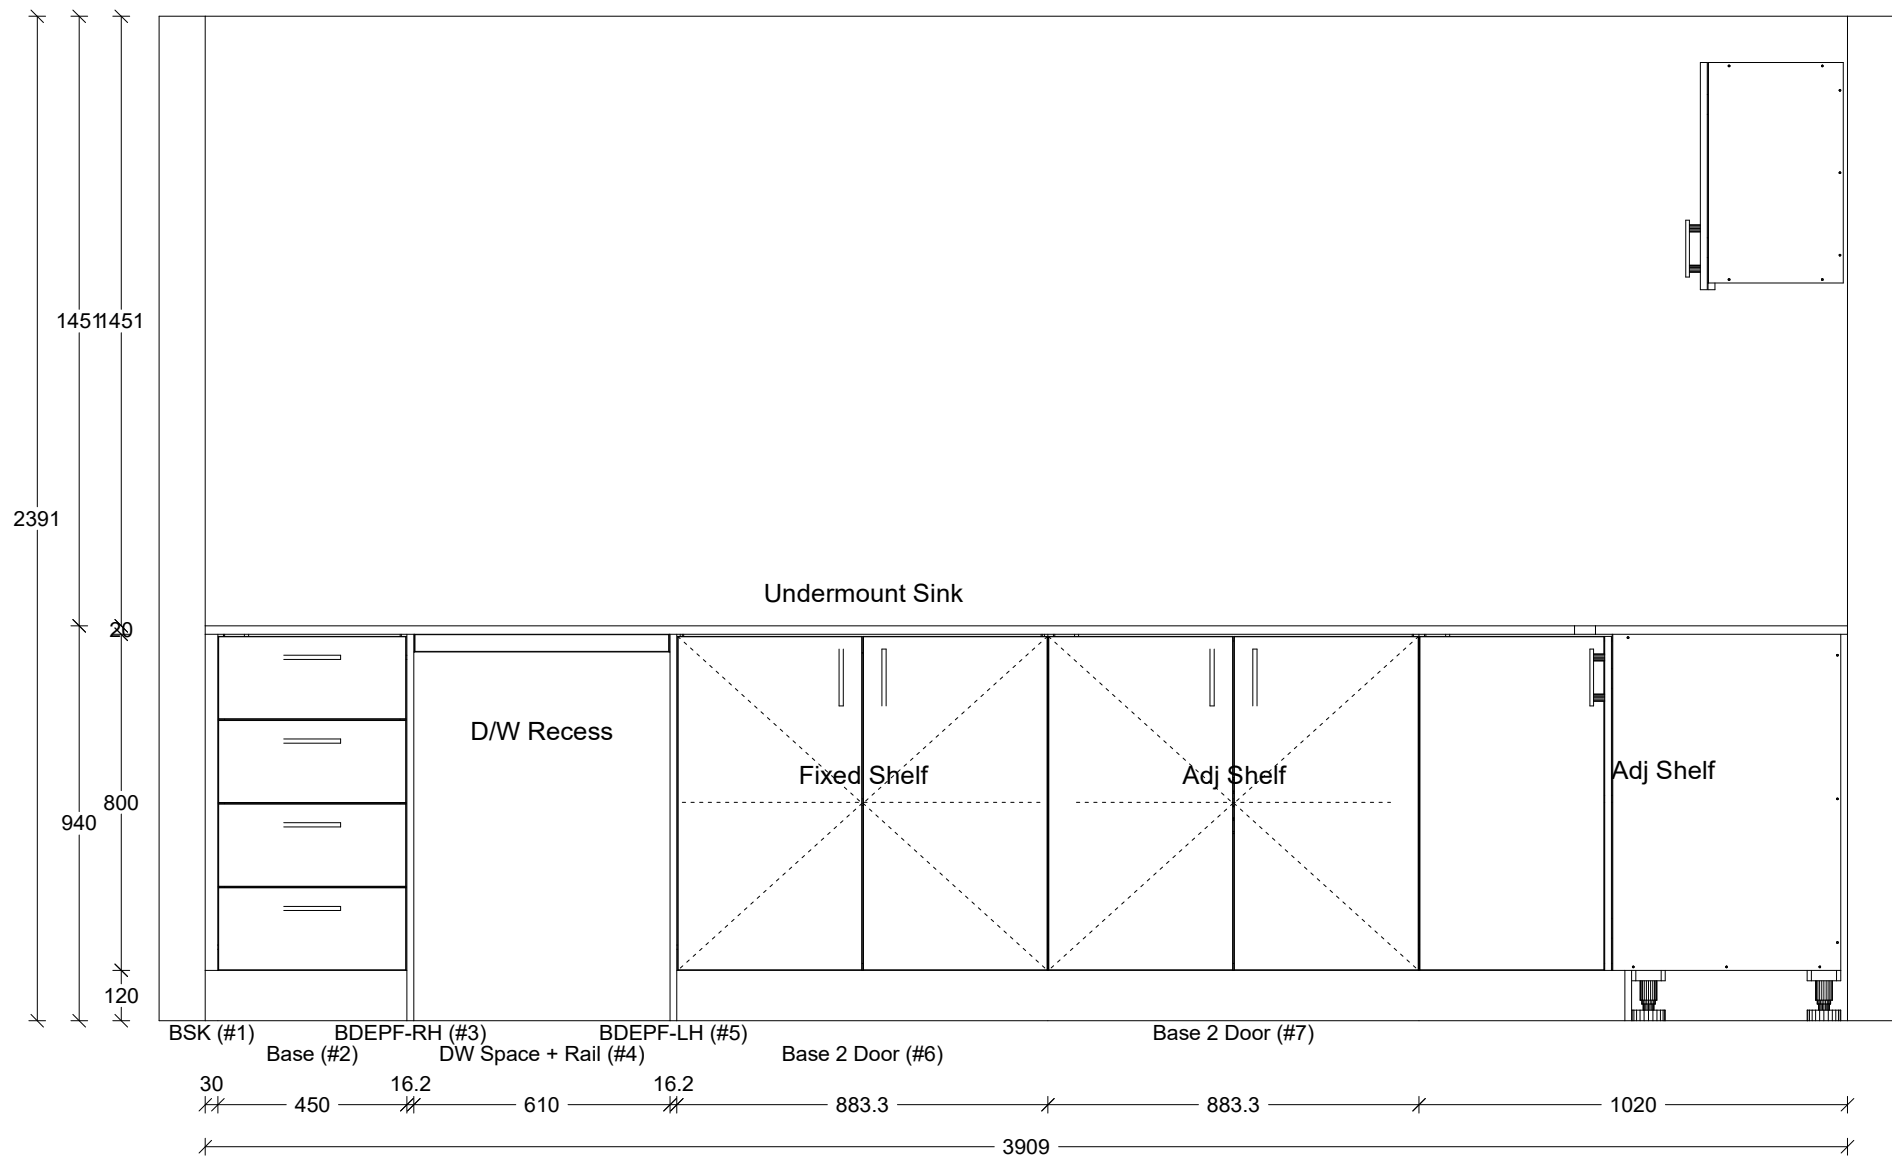 1451
1451
2391
Undermount Sink
20
D/W Recess
Fixed Shelf
Adj Shelf
Adj Shelf
800
940
120
BSK (#1)
BDEPF-RH (#3)
BDEPF-LH (#5)
Base 2 Door (#7)
Base (#2)
DW Space + Rail (#4)
Base 2 Door (#6)
30
16.2
16.2
450
610
883.3
883.3
1020
3909